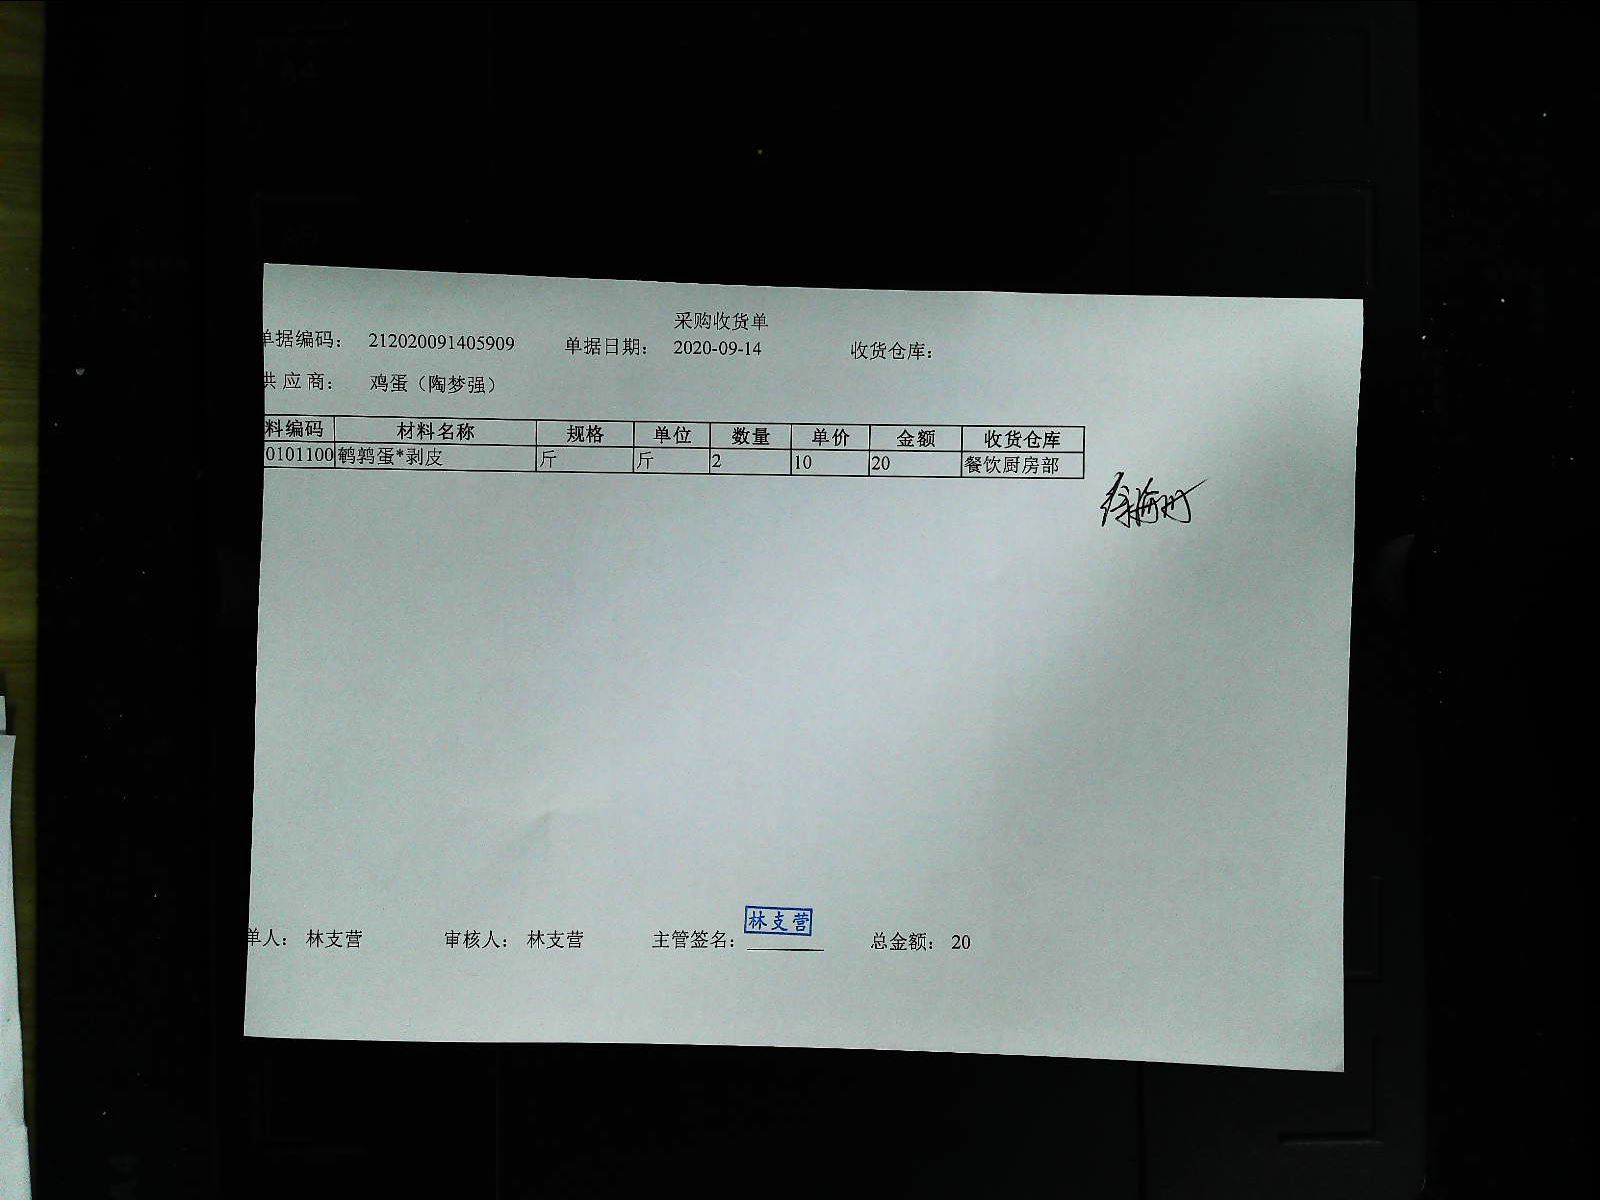 采购收货单
单据编码： 212020091405909 单据日期： 2020-09-14 收货仓库：
供应商： 鸡蛋（陶梦强）
料编码 材料名称 规格 单位 数量 单价 金额 收货仓库
0101100 鹌鹑蛋*剥皮 斤 斤 2 10 20 餐饮厨房部
林支营
单人： 林支营 审核人： 林支营 主管签名： 总金额： 20